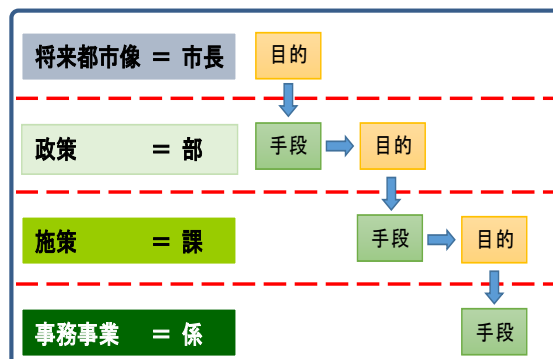 将来都市像 ＝ 市長 目的
政策 ＝ 部 手段 目的
施策 ＝ 課 手段 目的
事務事業 ＝ 係 手段